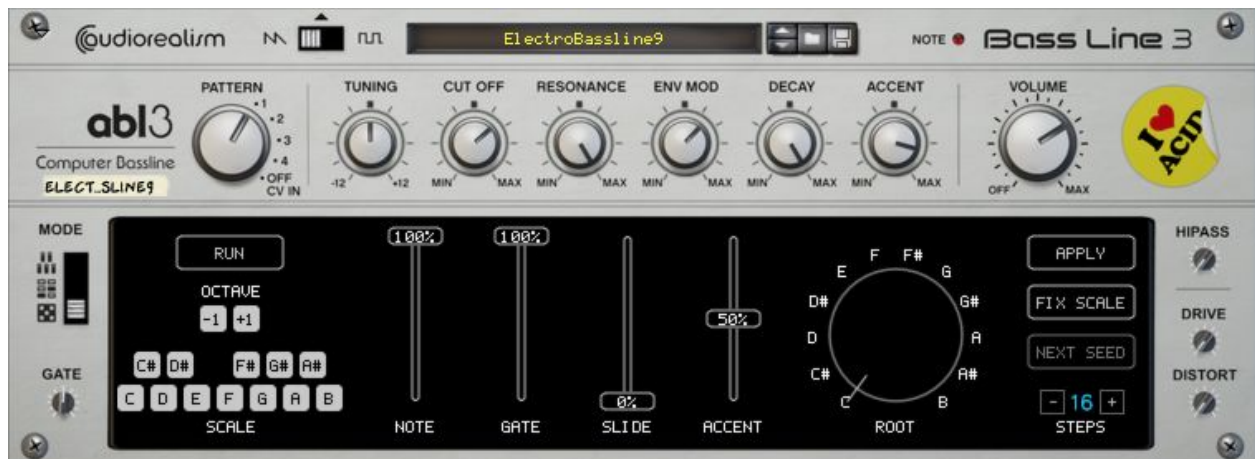 audiorealism
ElectroBassline9
NOTE
Bass Line 3
abl3
Computer Bassline
ELECT_SLINE9
PATTERN
1
2
3
4
OFF
CV IN
TUNING
-12
+12
CUT OFF
MIN
MAX
RESONANCE
MIN
MAX
ENV MOD
MIN
MAX
DECAY
MIN
MAX
ACCENT
MIN
MAX
VOLUME
OFF
MAX
I
ACID
MODE
GATE
RUN
OCTAVE
-1 +1
C# D# F# G# A#
C D E F G A B
SCALE
100%
NOTE
100%
GATE
0%
SLIDE
50%
ACCENT
F F#
E G
D# G#
D A
C# A#
C B
ROOT
APPLY
FIX SCALE
NEXT SEED
- 16 +
STEPS
HIPASS
DRIVE
DISTORT